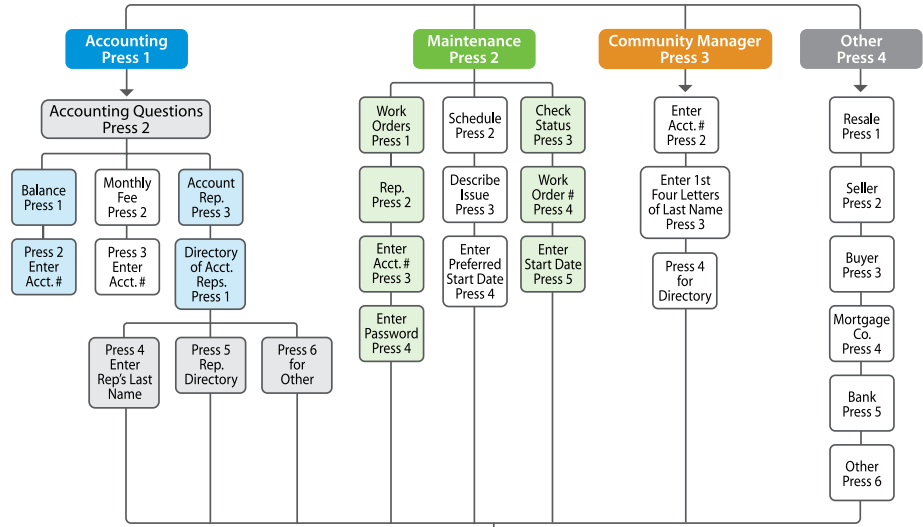 Accounting
Press 1
Maintenance
Press 2
Community Manager
Press 3
Other
Press 4
Accounting Questions
Press 2
Balance
Press 1
Monthly
Fee
Press 2
Account
Rep.
Press 3
Press 2
Enter
Acct. #
Press 3
Enter
Acct. #
Directory
of Acct.
Reps.
Press 1
Press 4
Enter
Rep's Last
Name
Press 5
Rep.
Directory
Press 6
for
Other
Work
Orders
Press 1
Rep.
Press 2
Enter
Acct. #
Press 3
Enter
Password
Press 4
Schedule
Press 2
Describe
Issue
Press 3
Enter
Preferred
Start Date
Press 4
Check
Status
Press 3
Work
Order #
Press 4
Enter
Start Date
Press 5
Enter
Acct. #
Press 2
Enter 1st
Four Letters
of Last Name
Press 3
Press 4
for
Directory
Resale
Press 1
Seller
Press 2
Buyer
Press 3
Mortgage
Co.
Press 4
Bank
Press 5
Other
Press 6